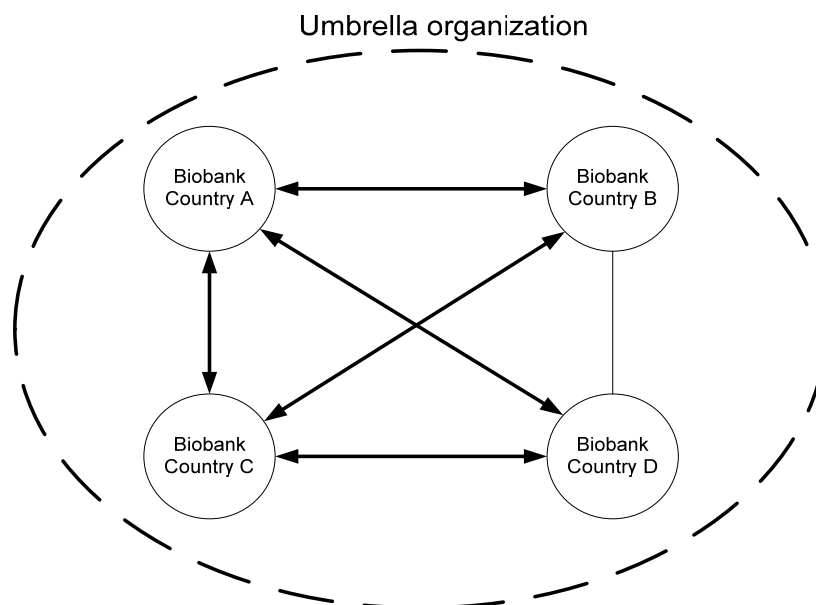 Umbrella organization
Biobank
Country A
Biobank
Country B
Biobank
Country C
Biobank
Country D